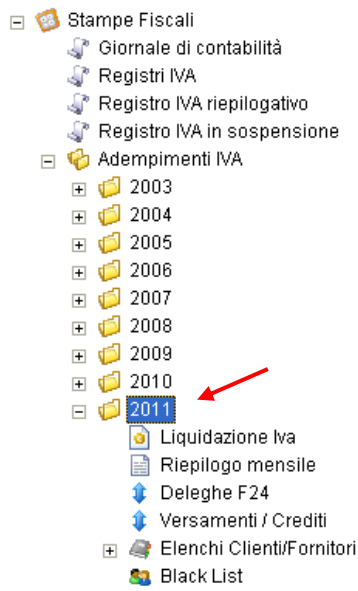 Stampe Fiscali
Giornale di contabilità
Registri IVA
Registro IVA riepilogativo
Registro IVA in sospensione
Adempimenti IVA
2003
2004
2005
2006
2007
2008
2009
2010
2011
Liquidazione Iva
Riepilogo mensile
Deleghe F24
Versamenti / Crediti
Elenchi Clienti/Fornitori
Black List